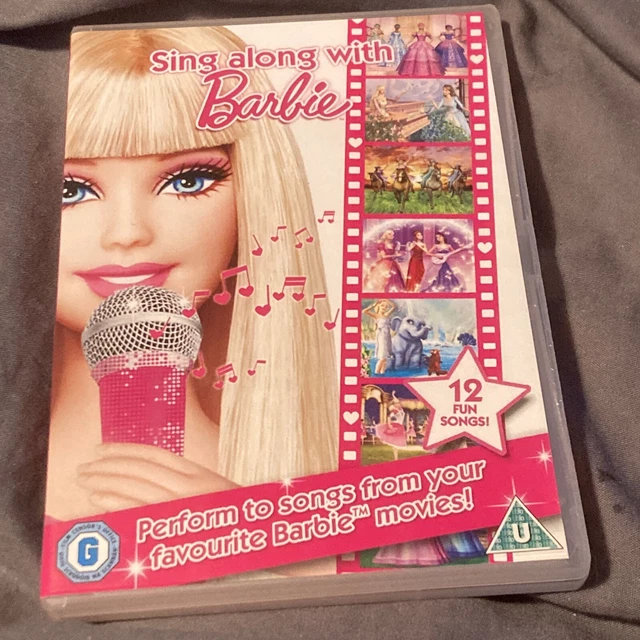 Sing along with
Barbie
12
FUN
SONGS!
Perform to songs from your
favourite Barbie™ movies!
G
U